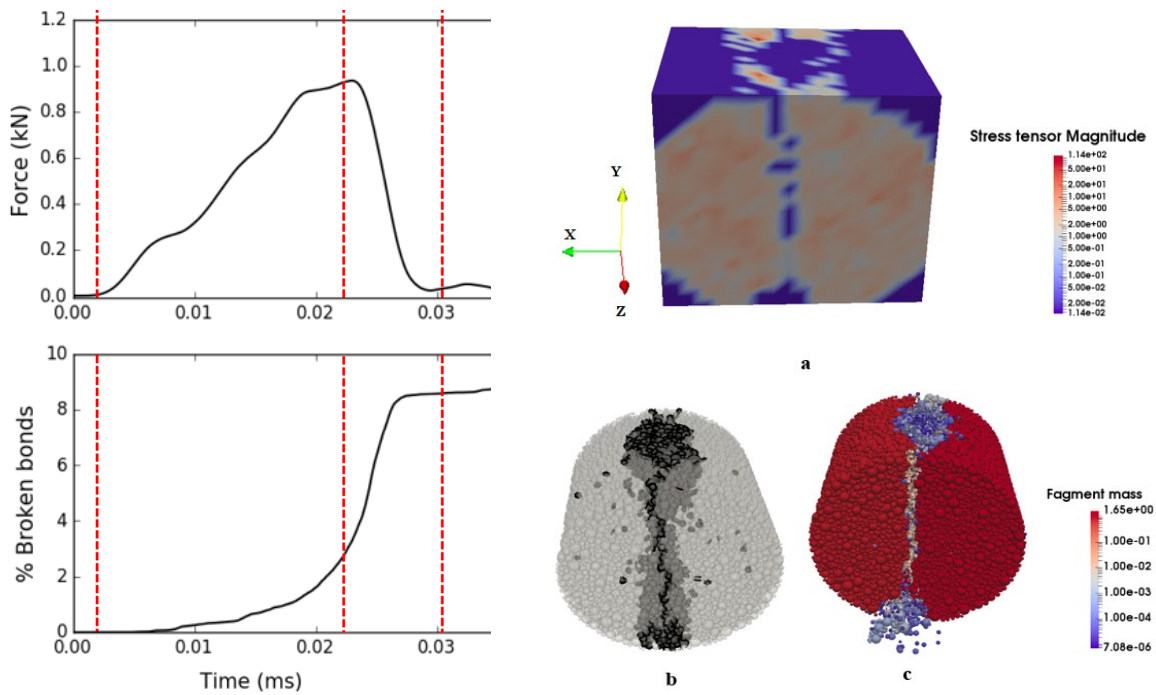 1.2
1.0
0.8
0.6
0.4
0.2
0.0
Force (kN)
0.00 0.01 0.02 0.03
10
8
6
4
2
0
% Broken bonds
0.00 0.01 0.02 0.03
Time (ms)
Y
X
Z
Stress tensor Magnitude
1.14e+02
5.00e+01
2.00e+01
1.00e+01
5.00e+00
2.00e+00
1.00e+00
5.00e-01
2.00e-01
1.00e-01
5.00e-02
2.00e-02
1.14e-02
a
Fagment mass
1.65e+00
1.00e-01
1.00e-02
1.00e-03
1.00e-04
7.08e-06
b
c